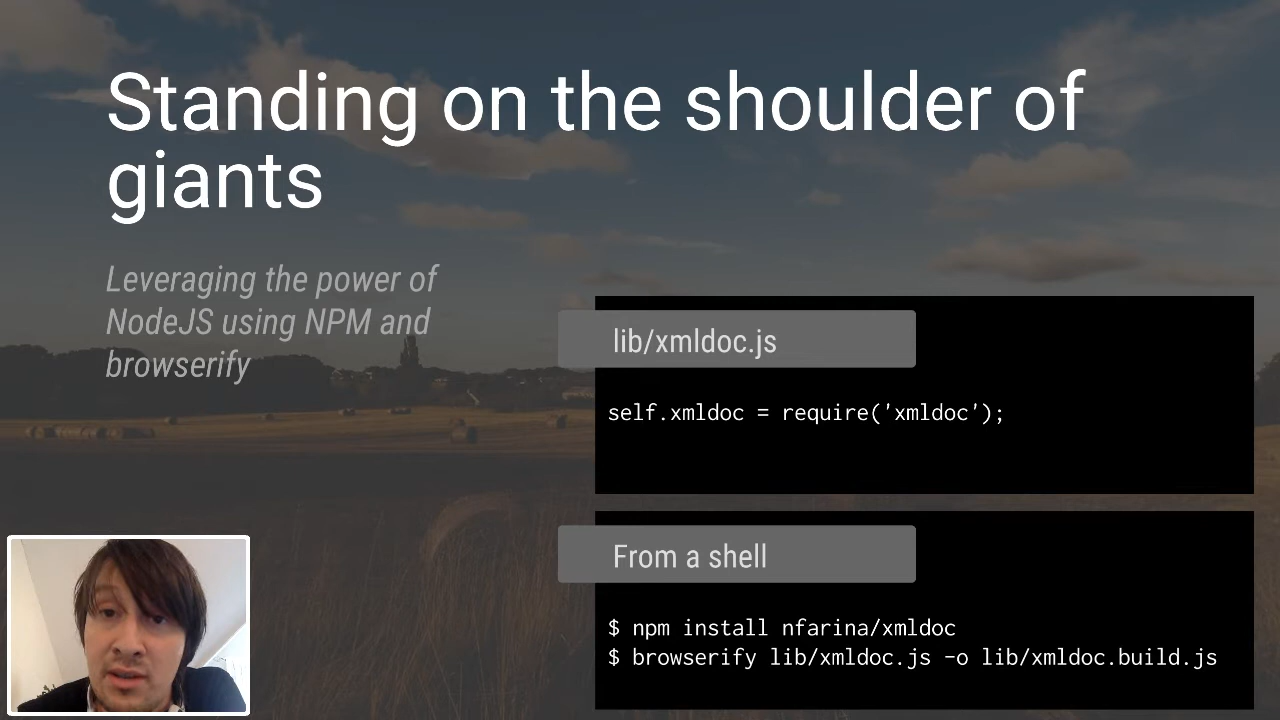 Standing on the shoulder of
giants
Leveraging the power of
NodeJS using NPM and
browserify
lib/xmldoc.js
self.xmldoc = require('xmldoc');
From a shell
$ npm install nfarina/xmldoc
$ browserify lib/xmldoc.js -o lib/xmldoc.build.js